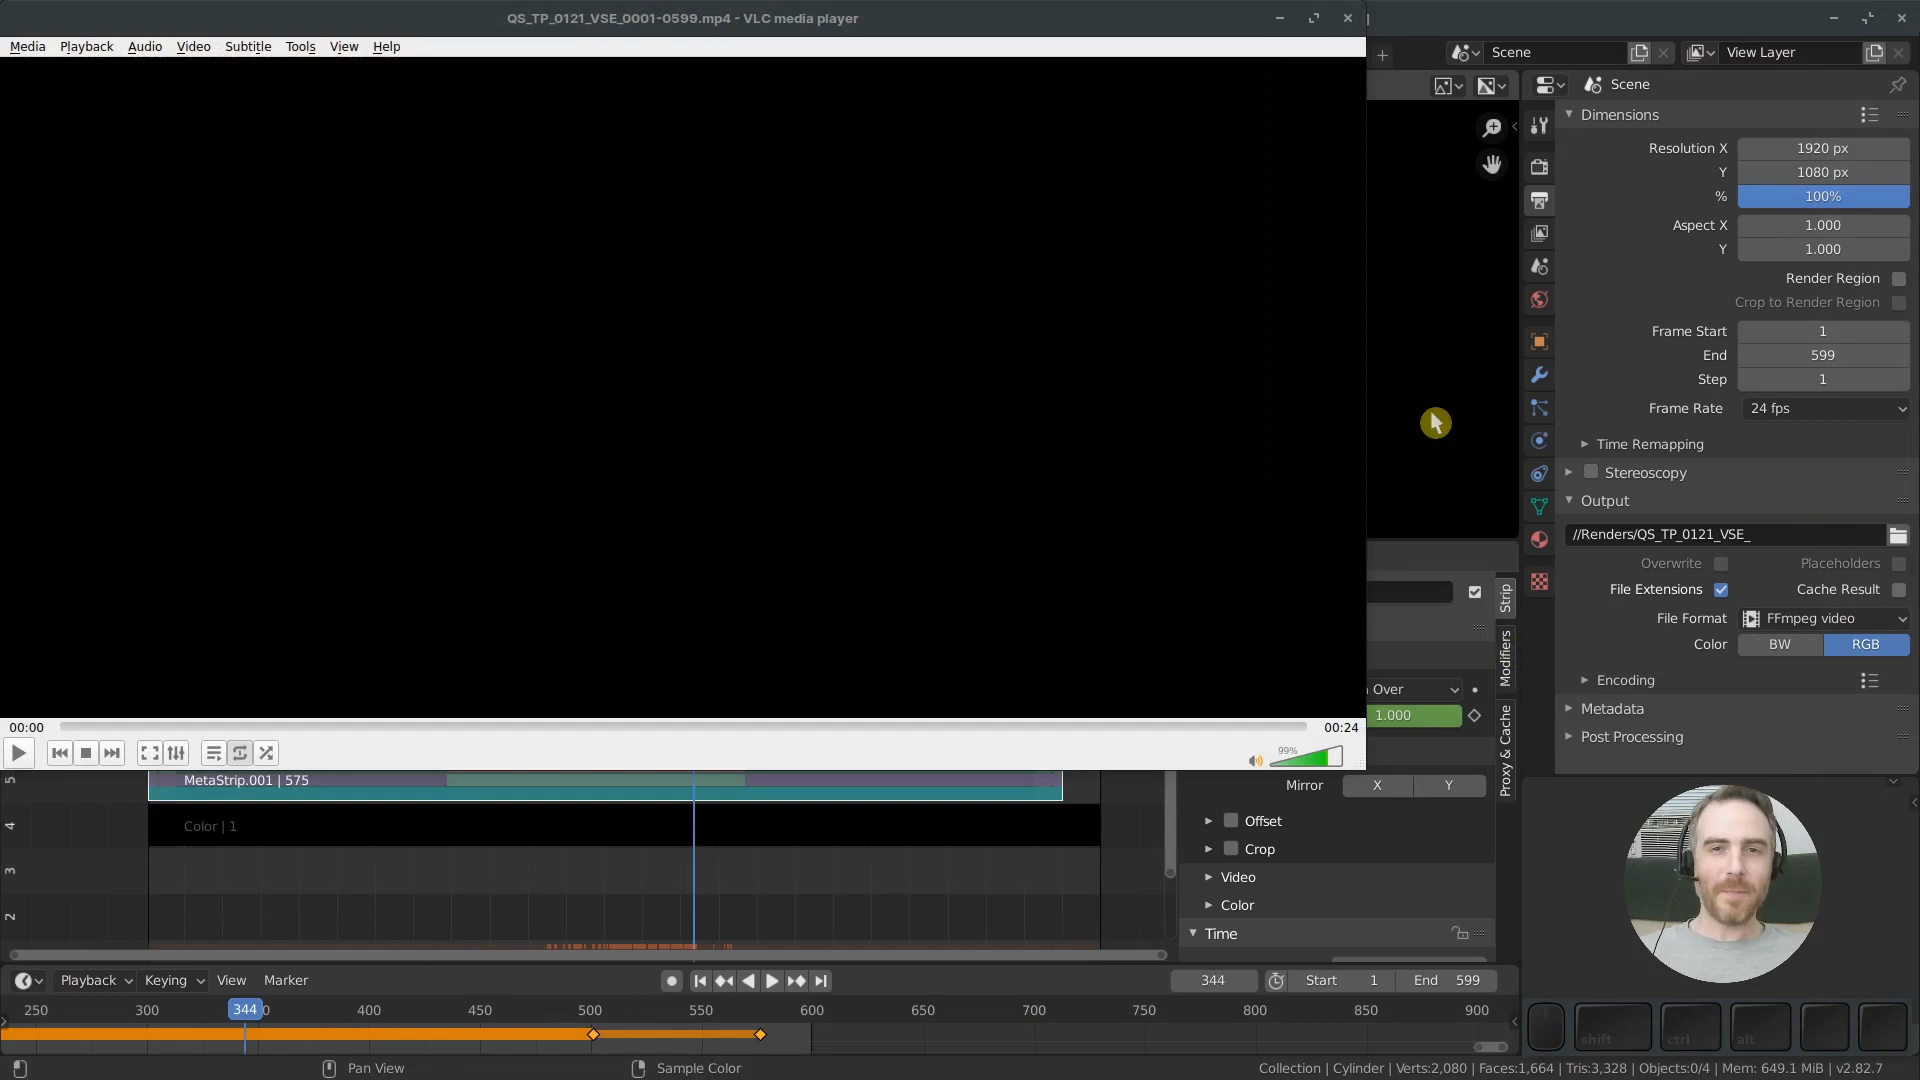 QS_TP_0121_VSE_0001-0599.mp4 - VLC media player
Media Playback Audio Video Subtitle Tools View Help
Scene
View Layer
Scene
Dimensions
Resolution X 1920 px
Y 1080 px
% 100%
Aspect X 1.000
Y 1.000
Render Region
Crop to Render Region
Frame Start 1
End 599
Step 1
Frame Rate 24 fps
Time Remapping
Stereoscopy
Output
//Renders/QS_TP_0121_VSE_
Overwrite Placeholders
File Extensions Cache Result
File Format FFmpeg video
Color BW RGB
Encoding
Metadata
Post Processing
Strip
Modifiers
Proxy & Cache
Over
1.000
00:00 00:24
99%
Mirror X Y
Offset
Crop
Video
Color
Time
5 MetaStrip.001 | 575
4 Color | 1
3
2
Playback Keying View Marker
344 Start 1 End 599
250 300 344 0 400 450 500 550 600 650 700 750 800 850 900
shift ctrl alt
Pan View Sample Color
Collection | Cylinder | Verts:2,080 | Faces:1,664 | Tris:3,328 | Objects:0/4 | Mem: 649.1 MiB | v2.82.7